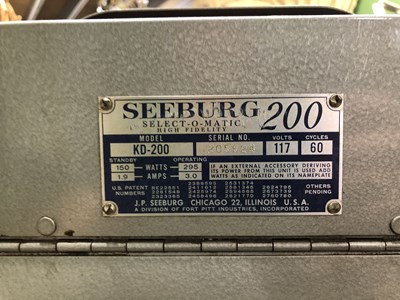 SEEBURG 200
SELECT-O-MATIC
HIGH FIDELITY
MODEL SERIAL NO. VOLTS CYCLES
KD-200 117 60
STANDBY OPERATING
150 WATTS 295
1.9 AMPS 3.0
IF AN EXTERNAL ACCESSORY DERIVING
ITS POWER FROM THIS UNIT IS USED ADD
WATTS AS INDICATED ON ITS NAMEPLATE
U.S. PATENT
NUMBERS
OTHERS
PENDING
J.P. SEEBURG CHICAGO 22, ILLINOIS U.S.A.
A DIVISION OF FORT PITT INDUSTRIES, INCORPORATED